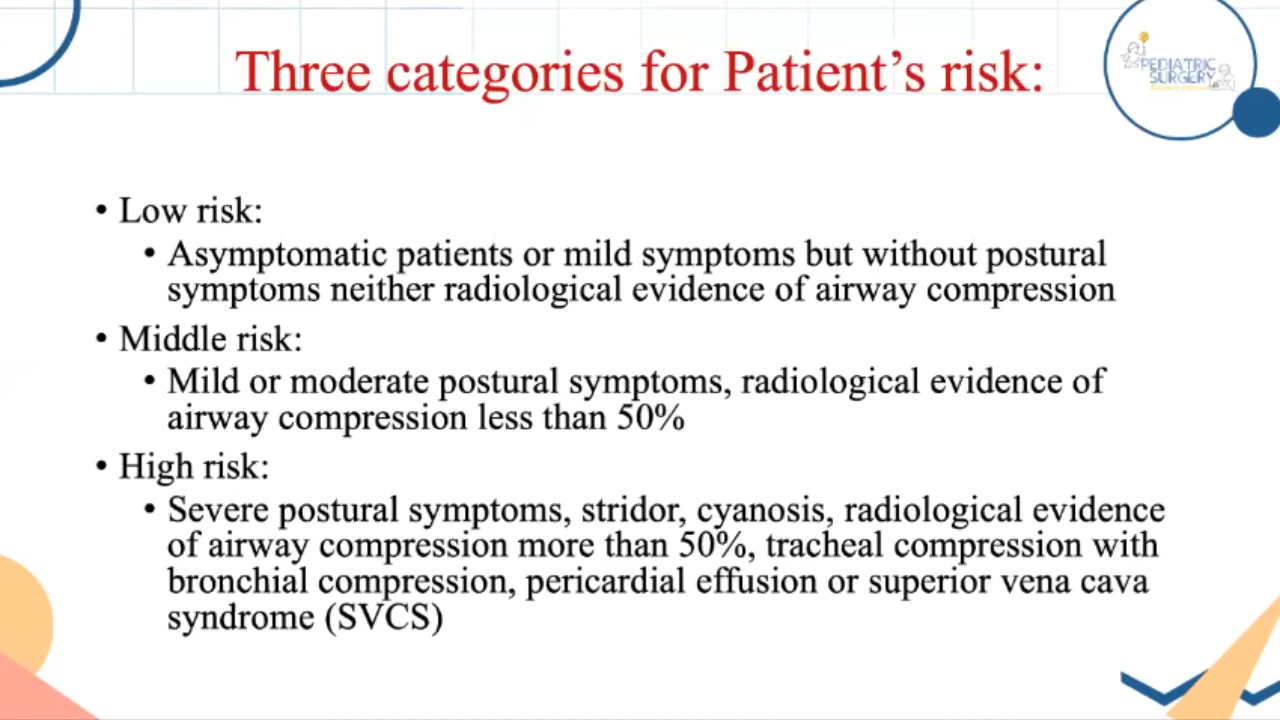 Three categories for Patient’s risk:
PEDIATRIC
SURGERY
• Low risk:
• Asymptomatic patients or mild symptoms but without postural
symptoms neither radiological evidence of airway compression
• Middle risk:
• Mild or moderate postural symptoms, radiological evidence of
airway compression less than 50%
• High risk:
• Severe postural symptoms, stridor, cyanosis, radiological evidence
of airway compression more than 50%, tracheal compression with
bronchial compression, pericardial effusion or superior vena cava
syndrome (SVCS)